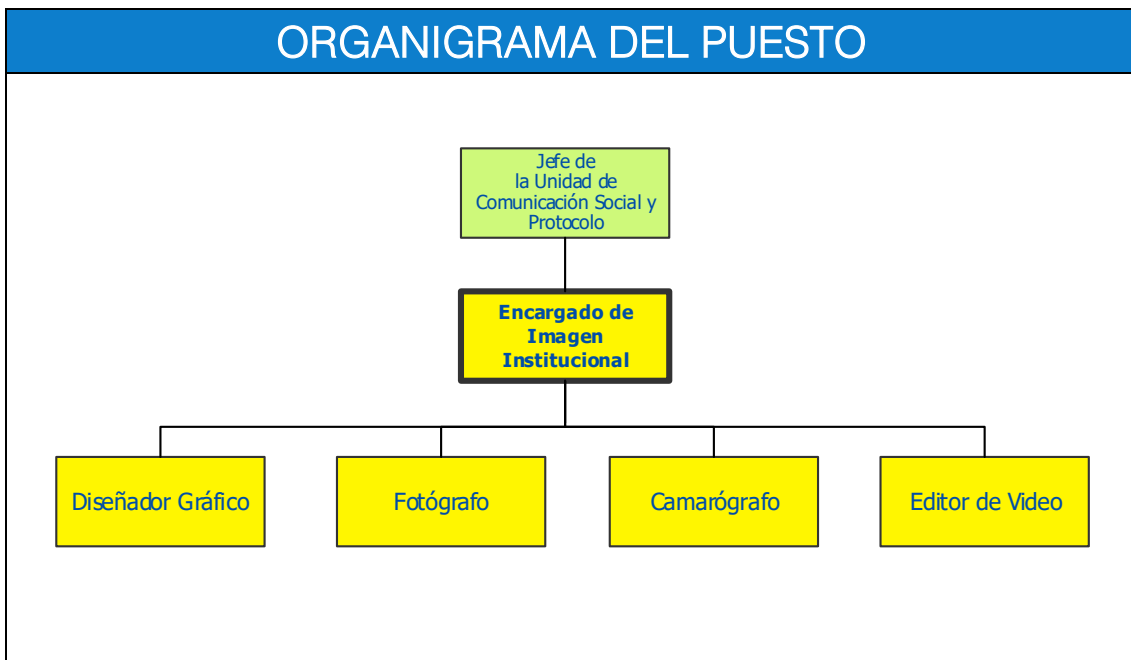 ORGANIGRAMA DEL PUESTO
Jefe de
la Unidad de
Comunicación Social y
Protocolo
Encargado de
Imagen
Institucional
Diseñador Gráfico
Fotógrafo
Camarógrafo
Editor de Video